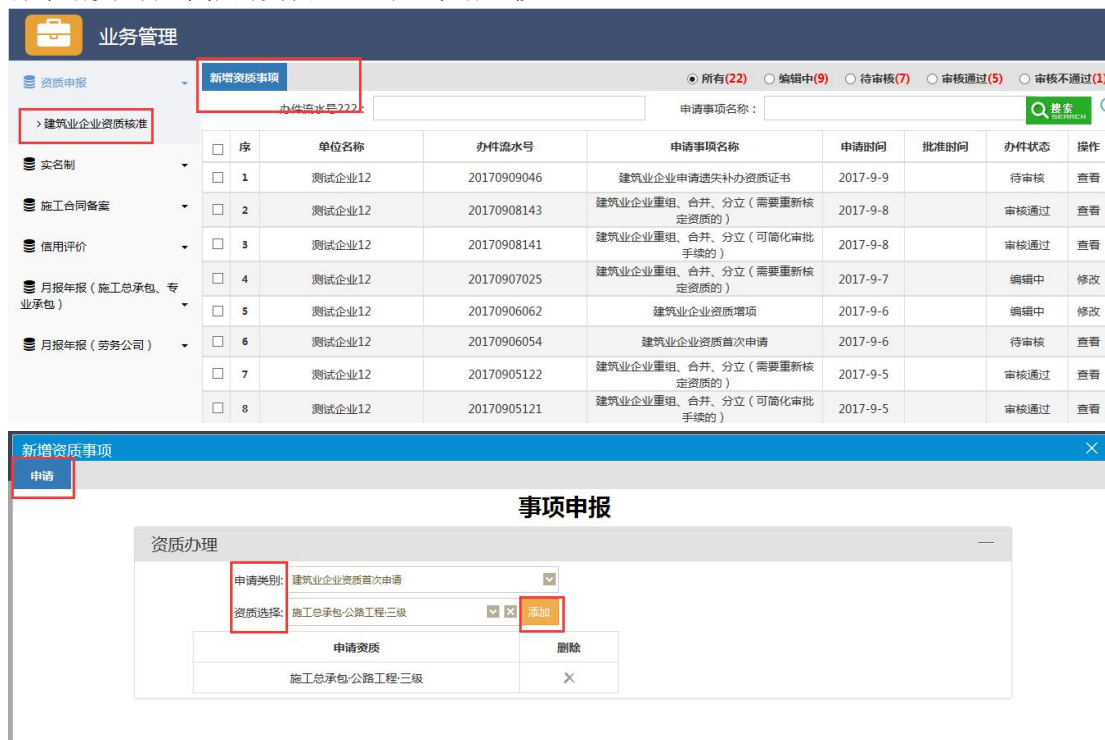 业务管理
资质申报
新增资质事项
所有(22) 编辑中(9) 待审核(7) 审核通过(5) 审核不通过(1)
办件流水号222: 申请事项名称: 搜索 SEARCH
>建筑业企业资质核准
序 单位名称 办件流水号 申请事项名称 申请时间 批准时间 办件状态 操作
实名制
1 测试企业12 20170909046 建筑业企业申请遗失补办资质证书 2017-9-9 待审核 查看
施工合同备案
2 测试企业12 20170908143 建筑业企业重组、合并、分立(需要重新核定资质的) 2017-9-8 审核通过 查看
信用评价
3 测试企业12 20170908141 建筑业企业重组、合并、分立(可简化审批手续的) 2017-9-8 审核通过 查看
月报年报(施工总承包、专业承包)
4 测试企业12 20170907025 建筑业企业重组、合并、分立(需要重新核定资质的) 2017-9-7 编辑中 修改
5 测试企业12 20170906062 建筑业企业资质增项 2017-9-6 编辑中 修改
月报年报(劳务公司)
6 测试企业12 20170906054 建筑业企业资质首次申请 2017-9-6 待审核 查看
7 测试企业12 20170905122 建筑业企业重组、合并、分立(需要重新核定资质的) 2017-9-5 审核通过 查看
8 测试企业12 20170905121 建筑业企业重组、合并、分立(可简化审批手续的) 2017-9-5 审核通过 查看
新增资质事项
申请
事项申报
资质办理
申请类别: 建筑业企业资质首次申请
资质选择: 施工总承包·公路工程·三级 添加
申请资质 删除
施工总承包·公路工程·三级